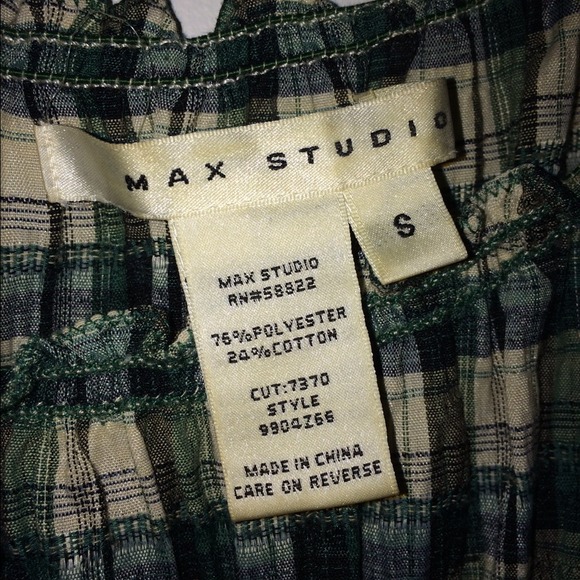 MAX STUDIO
S
MAX STUDIO
RN#58822
76%POLYESTER
24%COTTON
CUT:7370
STYLE
9904Z66
MADE IN CHINA
CARE ON REVERSE